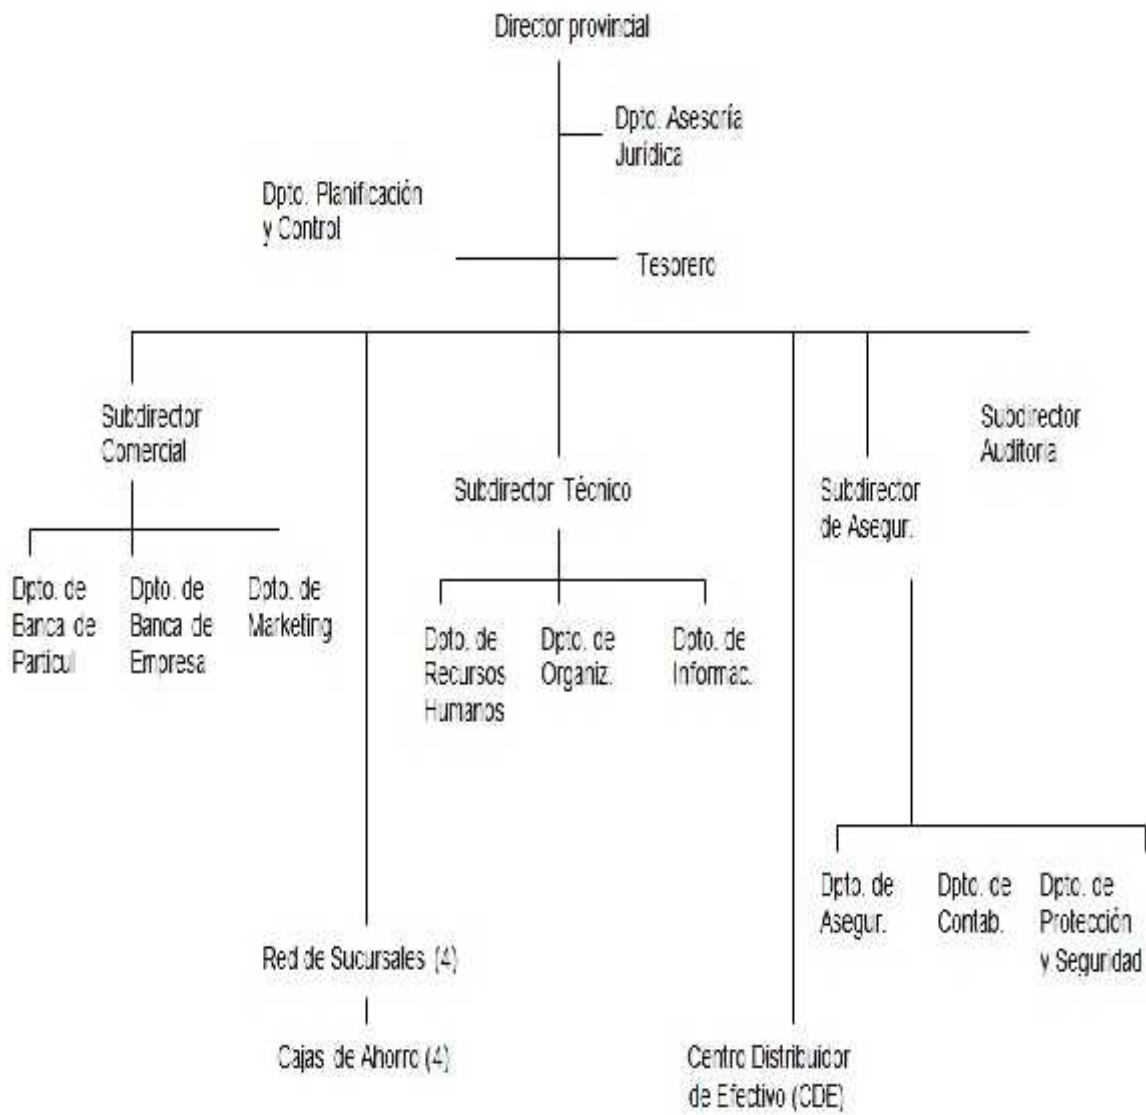 Director provincial
Dpto. Asesoría
Jurídica
Dpto. Planificación
y Control
Tesorero
Subdirector
Comercial
Subdirector Técnico
Subdirector
de Asegur.
Subdirector
Auditoria
Dpto. de
Banca de
Particul
Dpto. de
Banca de
Empresa
Dpto. de
Marketing
Dpto. de
Recursos
Humanos
Dpto. de
Organiz.
Dpto. de
Informac.
Dpto. de
Asegur.
Dpto. de
Contab.
Dpto. de
Protección
y Seguridad
Red de Sucursales (4)
Cajas de Ahorro (4)
Centro Distribuidor
de Efectivo (CDE)